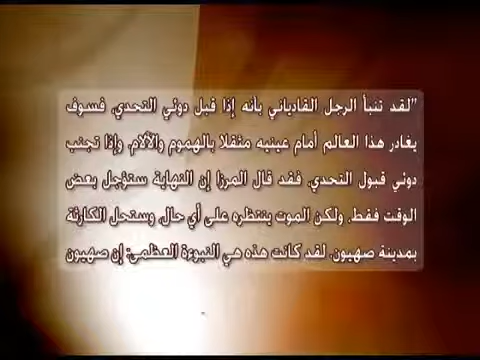 "لقد تنبأ الرجل القادياني بأنه إذا قبل دوئي التحدي، فسوف
يغادر هذا العالم أمام عينيه مثقلا بالهموم والآلام. وإذا تجنب
دوئي قبول التحدي، فقد قال المرزا إن النهاية ستؤجل بعض
الوقت فقط، ولكن الموت ينتظره على أي حال، وستحل الكارثة
بمدينة صهيون. لقد كانت هذه هي النبوءة العظمى: إن صهيون